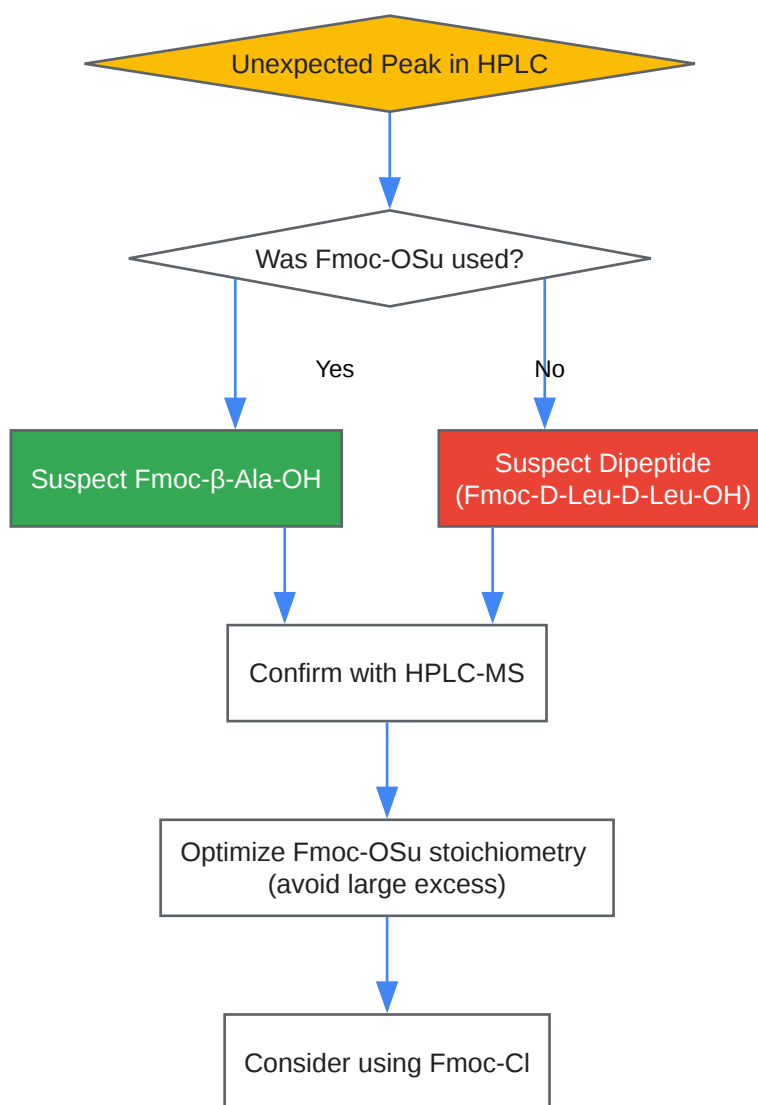 Unexpected Peak in HPLC
Was Fmoc-OSu used?
Yes
No
Suspect Fmoc-β-Ala-OH
Suspect Dipeptide
(Fmoc-D-Leu-D-Leu-OH)
Confirm with HPLC-MS
Optimize Fmoc-OSu stoichiometry
(avoid large excess)
Consider using Fmoc-Cl